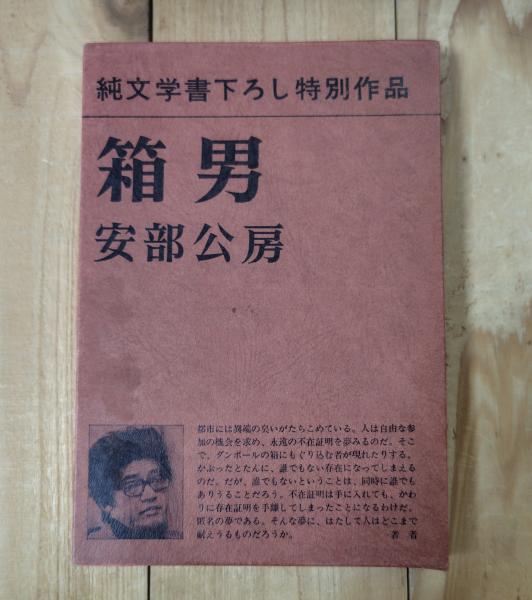 純文学書下ろし特別作品
箱男
安部公房
都市には異端の臭いがたちこめている。人は自由な参
加の機会を求め、永遠の不在証明を夢みるのだ。そこ
で、ダンボールの箱にもぐり込む者が現れたりする。
かぶったとたんに、誰でもない存在になってしまえる
のだ。だが、誰でもないということは、同時に誰でも
ありうることだろう。不在証明は手に入れても、かわ
りに存在証明を手離してしまったことになるわけだ。
匿名の夢である。そんな夢に、はたして人はどこまで
耐えうるものだろうか。 著者